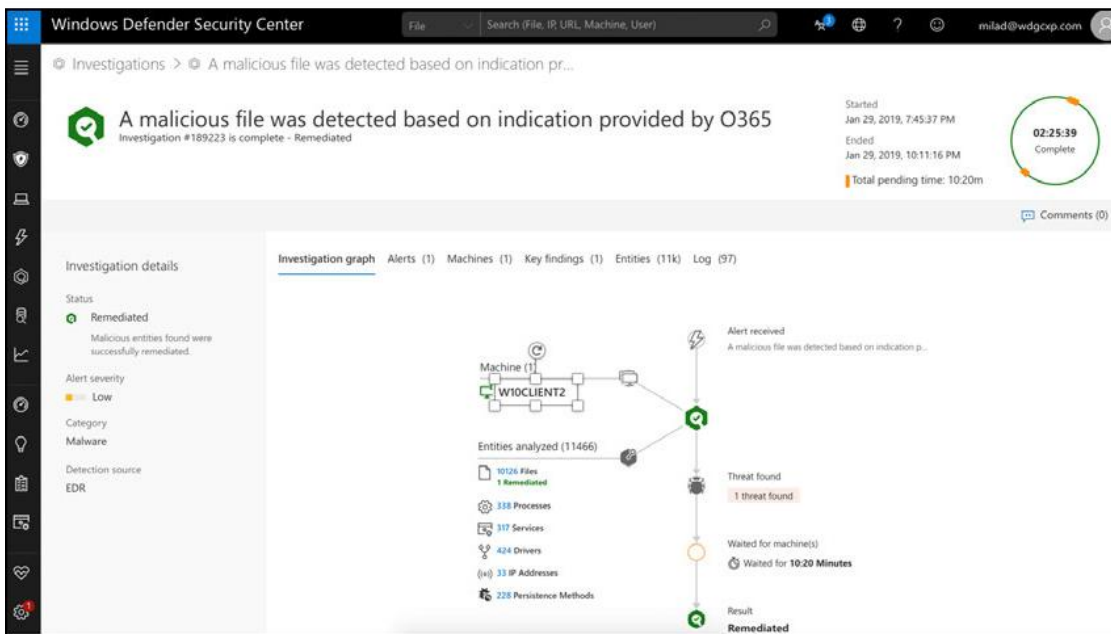 Windows Defender Security Center
File
Search (File, IP, URL, Machine, User)
3
?
milad@wdgcxp.com
Investigations > A malicious file was detected based on indication pr...
A malicious file was detected based on indication provided by O365
Investigation #189223 is complete - Remediated
Started
Jan 29, 2019, 7:45:37 PM
Ended
Jan 29, 2019, 10:11:16 PM
Total pending time: 10:20m
02:25:39
Complete
Comments (0)
Investigation details
Status
Remediated
Malicious entities found were
successfully remediated.
Alert severity
Low
Category
Malware
Detection source
EDR
Investigation graph Alerts (1) Machines (1) Key findings (1) Entities (11k) Log (97)
Alert received
A malicious file was detected based on indication p...
Machine (1)
W10CLIENT2
Entities analyzed (11466)
10126 Files
1 Remediated
338 Processes
317 Services
424 Drivers
33 IP Addresses
228 Persistence Methods
Threat found
1 threat found
Waited for machine(s)
Waited for 10:20 Minutes
Result
Remediated
1